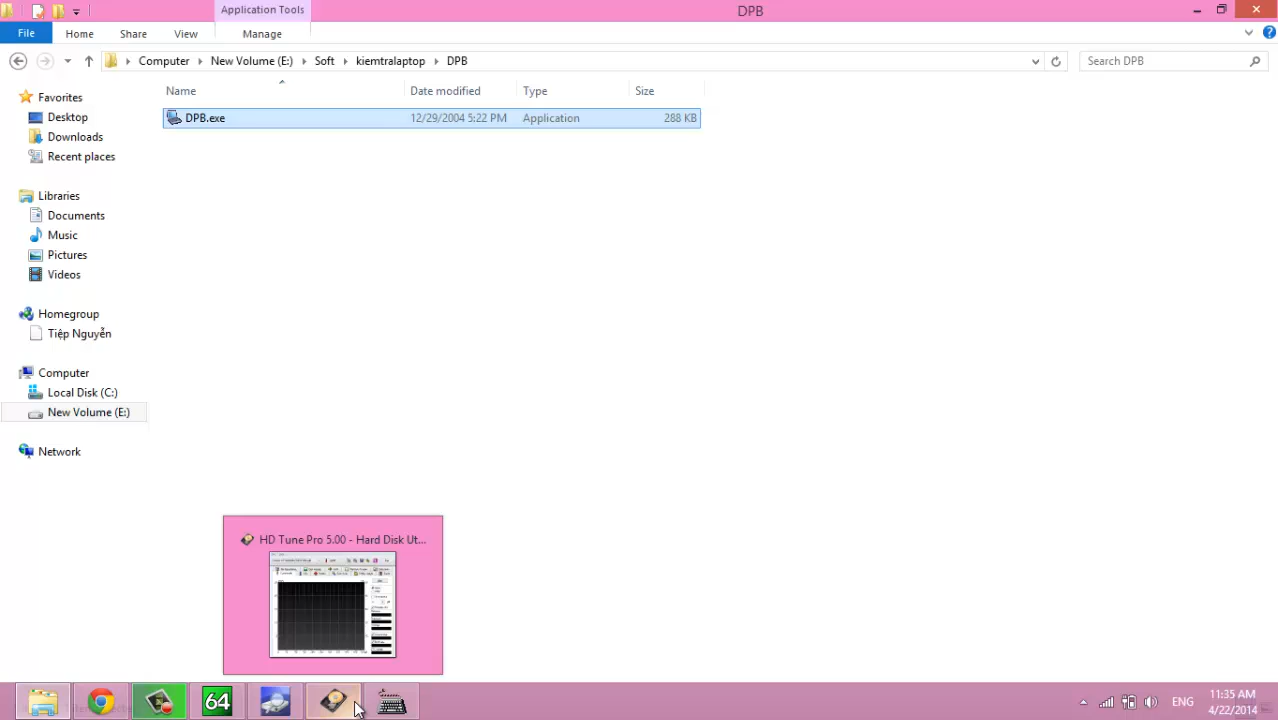 Application Tools
DPB
File
Home
Share
View
Manage
Computer
New Volume (E:)
Soft
kiemtralaptop
DPB
Search DPB
Name
Date modified
Type
Size
DPB.exe
12/29/2004 5:22 PM
Application
288 KB
Favorites
Desktop
Downloads
Recent places
Libraries
Documents
Music
Pictures
Videos
Homegroup
Tiệp Nguyễn
Computer
Local Disk (C:)
New Volume (E:)
Network
HD Tune Pro 5.00 - Hard Disk Ut...
64
ENG
11:35 AM
4/22/2014